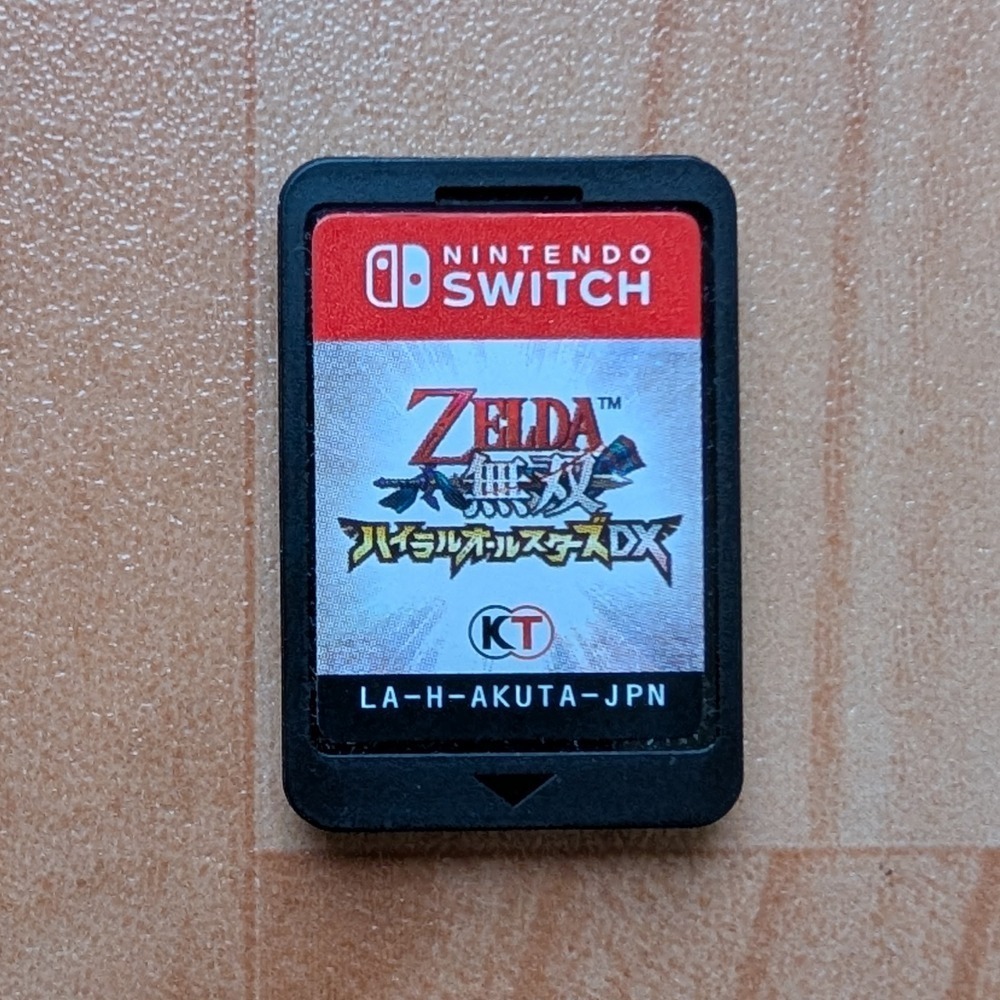 NINTENDO
SWITCH
ZELDA™
無双
ハイラルオールスターズDX
KT
LA-H-AKUTA-JPN